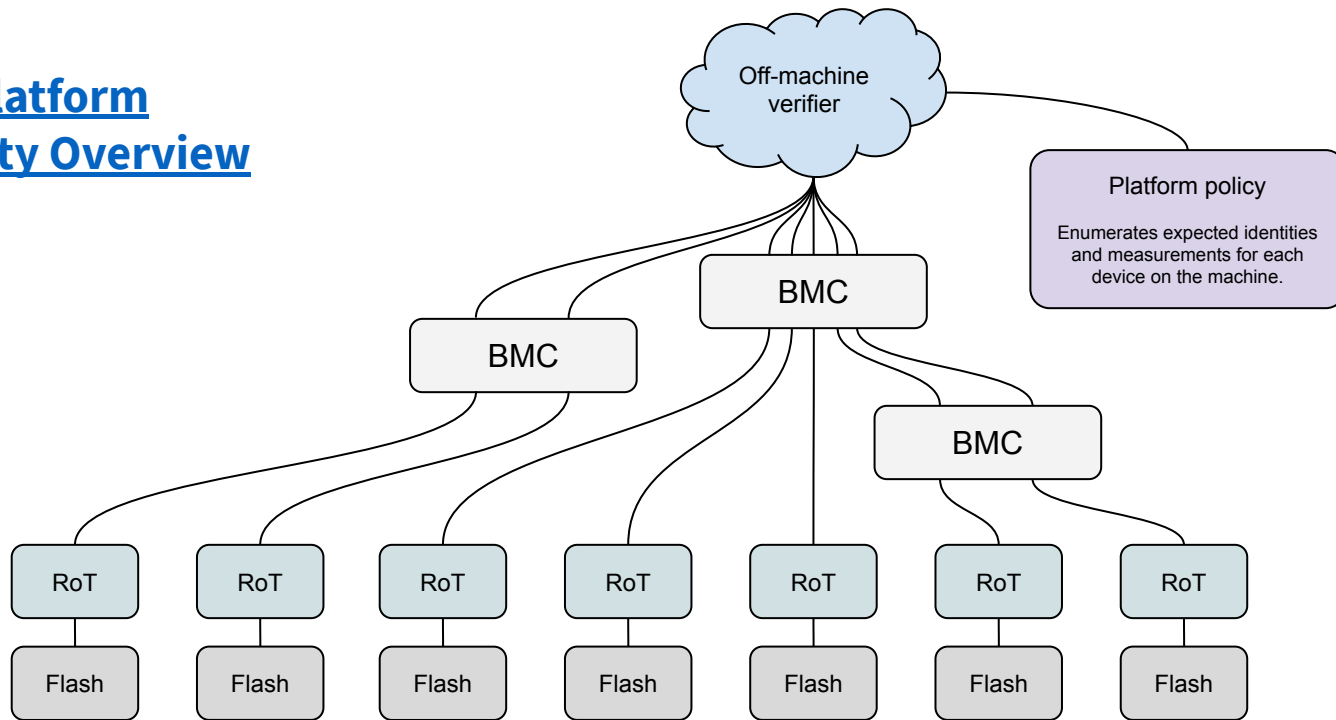 latform
ty Overview
Off-machine
verifier
Platform policy
Enumerates expected identities
and measurements for each
device on the machine.
BMC
BMC
BMC
RoT
RoT
RoT
RoT
RoT
RoT
RoT
Flash
Flash
Flash
Flash
Flash
Flash
Flash